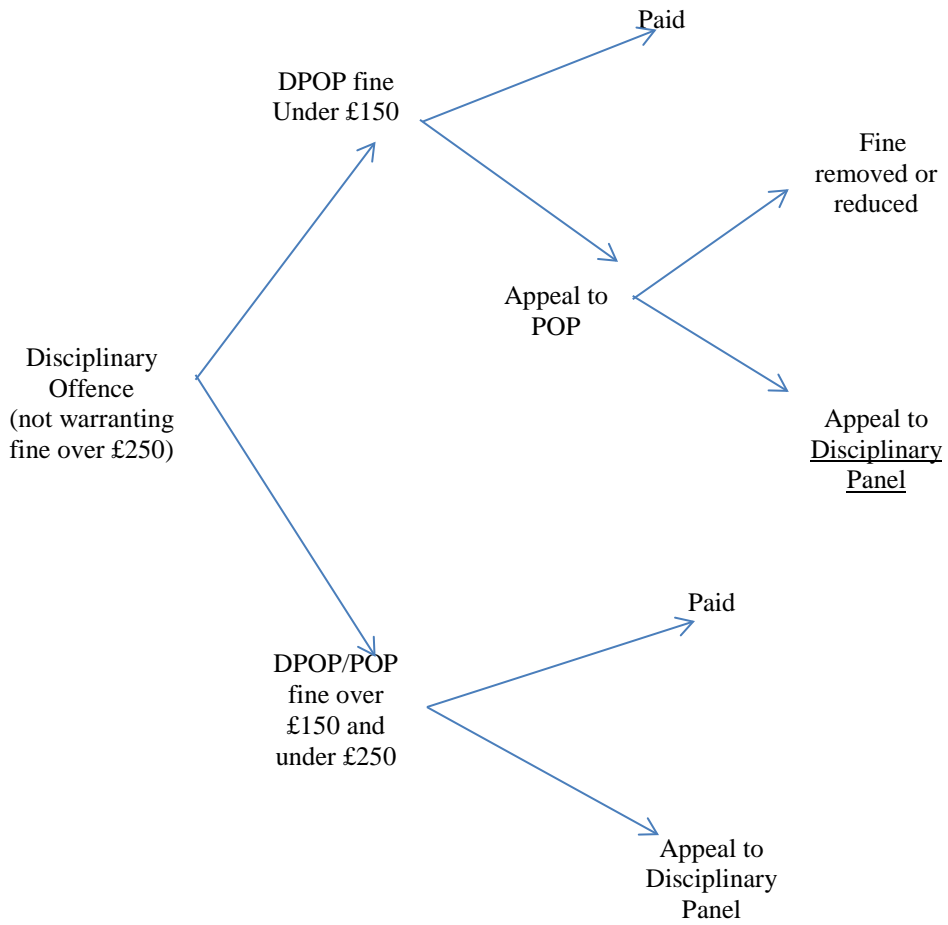 Paid
DPOP fine
Under £150
Fine
removed or
reduced
Appeal to
POP
Disciplinary
Offence
(not warranting
fine over £250)
Appeal to
Disciplinary
Panel
Paid
DPOP/POP
fine over
£150 and
under £250
Appeal to
Disciplinary
Panel